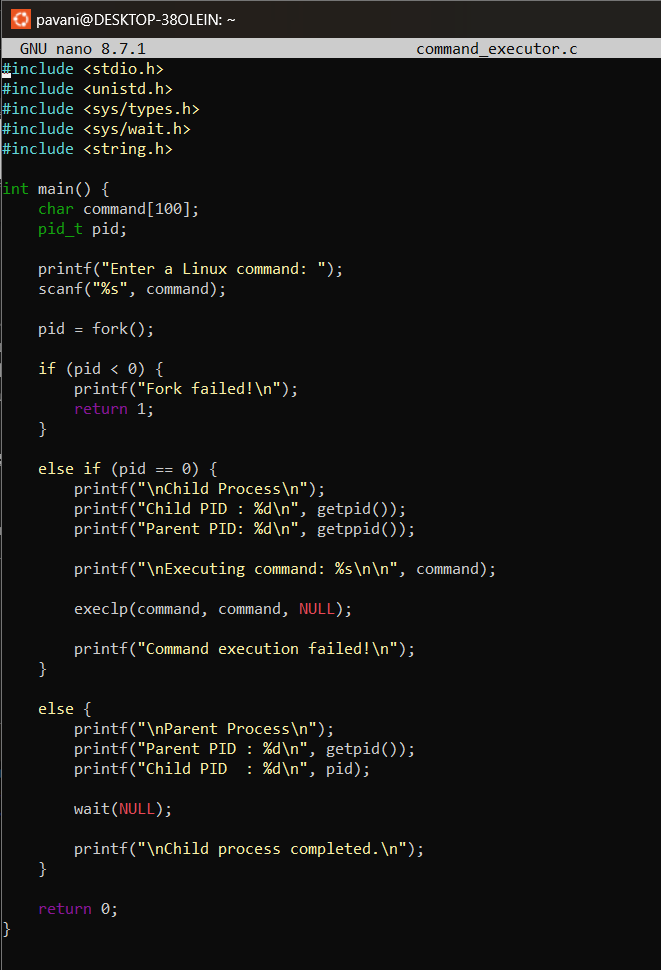 pavani@DESKTOP-38OLEIN: ~
GNU nano 8.7.1 command_executor.c
#include <stdio.h>
#include <unistd.h>
#include <sys/types.h>
#include <sys/wait.h>
#include <string.h>

int main() {
    char command[100];
    pid_t pid;

    printf("Enter a Linux command: ");
    scanf("%s", command);

    pid = fork();

    if (pid < 0) {
        printf("Fork failed!\n");
        return 1;
    }

    else if (pid == 0) {
        printf("\nChild Process\n");
        printf("Child PID : %d\n", getpid());
        printf("Parent PID: %d\n", getppid());

        printf("\nExecuting command: %s\n\n", command);

        execlp(command, command, NULL);

        printf("Command execution failed!\n");
    }

    else {
        printf("\nParent Process\n");
        printf("Parent PID : %d\n", getpid());
        printf("Child PID  : %d\n", pid);

        wait(NULL);

        printf("\nChild process completed.\n");
    }

    return 0;
}